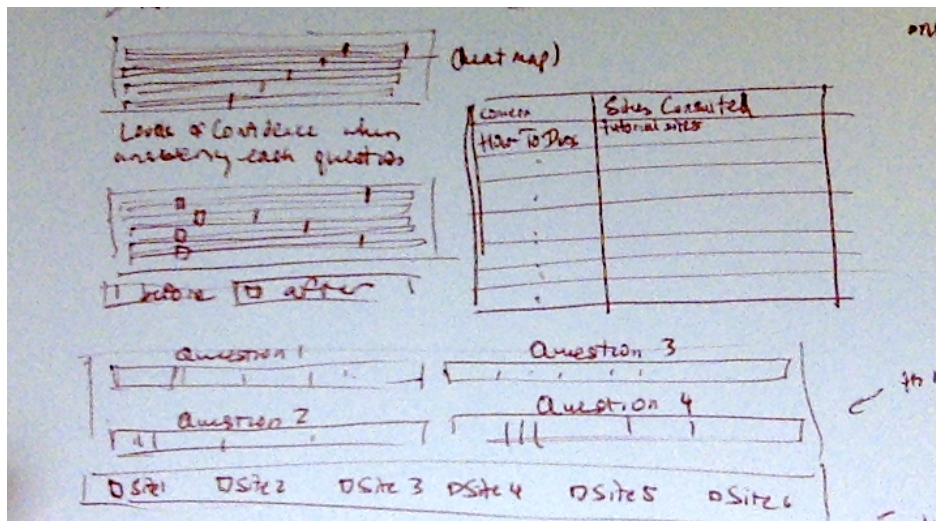 (heat map)
Levels of Confidence when
answering each question
Sites Consulted
How-To Docs
tutorial sites
before
after
Question 1
Question 3
Question 2
Question 4
Site 1
Site 2
Site 3
Site 4
Site 5
Site 6